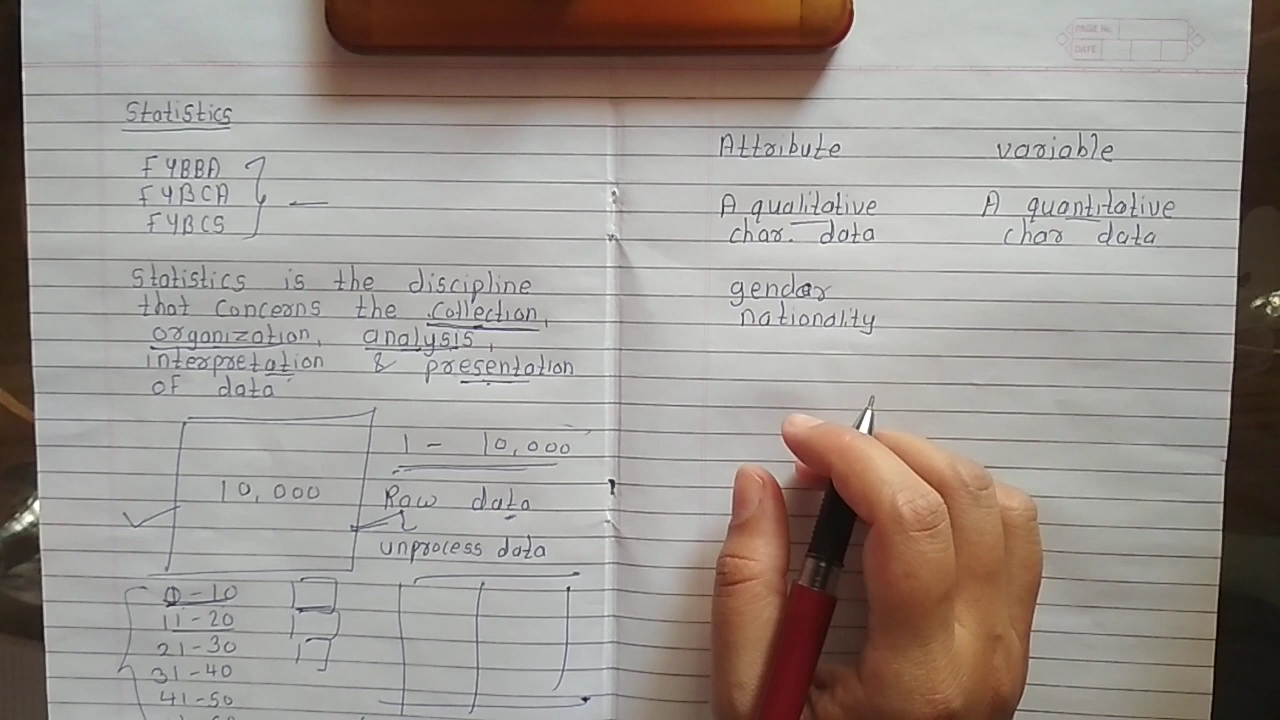 PAGE No.
DATE
Statistics
FYBBA
FYBCA
FYBCS
Statistics is the discipline
that concerns the collection,
organization, analysis,
interpretation & presentation
of data
1 - 10,000
10,000
Raw data
unprocess data
0-10
11-20
21-30
31-40
41-50
Attribute variable
A qualitative A quantitative
char. data char data
gender
nationality